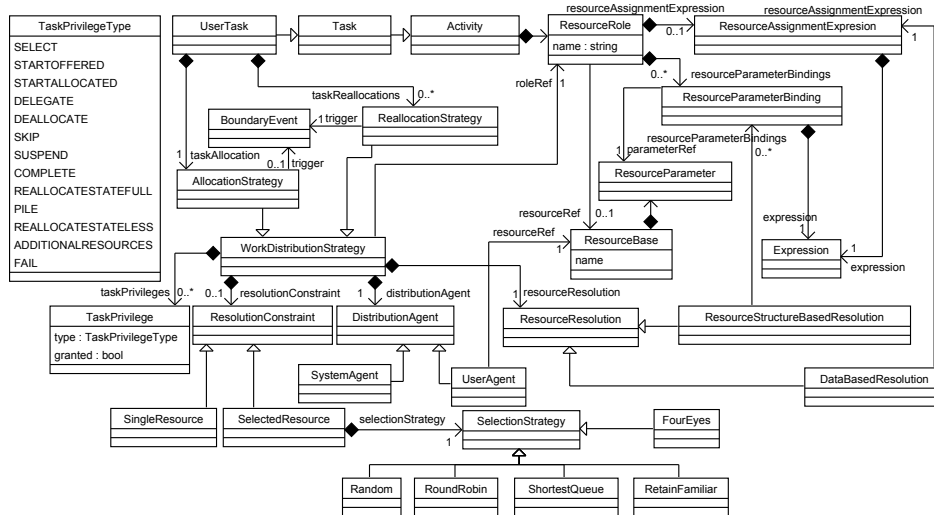 TaskPrivilegeType
SELECT
STARTOFFERED
STARTALLOCATED
DELEGATE
DEALLOCATE
SKIP
SUSPEND
COMPLETE
REALLOCATESTATEFULL
PILE
REALLOCATESTATELESS
ADDITIONALRESOURCES
FAIL
UserTask
Task
Activity
resourceAssignmentExpression
ResourceRole
name : string
0..1
resourceAssignmentExpression
ResourceAssignmentExpresion
1
roleRef
1
0..*
resourceParameterBindings
taskReallocations
0..*
BoundaryEvent
1
trigger
ReallocationStrategy
ResourceParameterBinding
resourceParameterBindings
0..*
1
parameterRef
1
taskAllocation
0..1
trigger
AllocationStrategy
ResourceParameter
resourceRef
0..1
resourceRef
1
ResourceBase
name
expression
1
Expression
1
expression
WorkDistributionStrategy
taskPrivileges
0..*
0..1
resolutionConstraint
1
distributionAgent
1
resourceResolution
TaskPrivilege
type : TaskPrivilegeType
granted : bool
ResolutionConstraint
DistributionAgent
ResourceResolution
ResourceStructureBasedResolution
SystemAgent
UserAgent
DataBasedResolution
SingleResource
SelectedResource
selectionStrategy
1
SelectionStrategy
FourEyes
Random
RoundRobin
ShortestQueue
RetainFamiliar